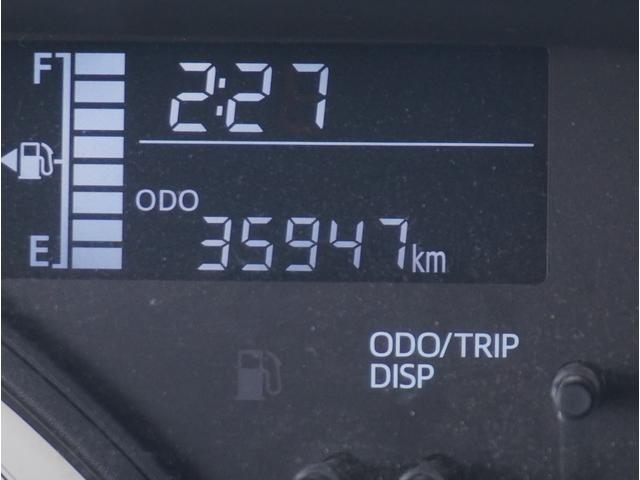 F
2:27
ODO
35947km
E
ODO/TRIP
DISP